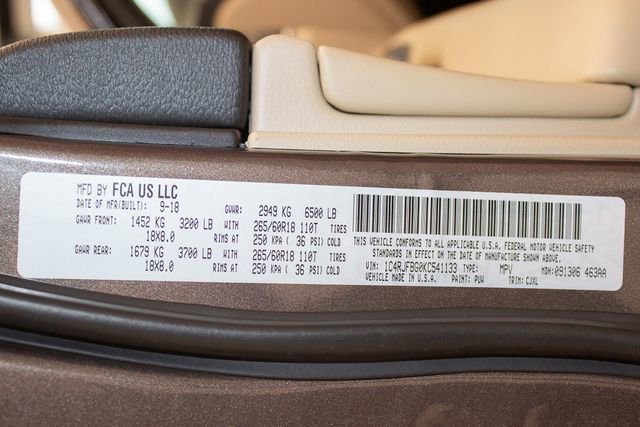 MFD BY FCA US LLC
DATE OF MFR(BUILT): 9-18 GVWR: 2949 KG 6500 LB
GAWR FRONT: 1452 KG 3200 LB WITH 265/60R18 110T TIRES
18X8.0 RIMS AT 250 KPA ( 36 PSI) COLD
GAWR REAR: 1679 KG 3700 LB WITH 265/60R18 110T TIRES
18X8.0 RIMS AT 250 KPA ( 36 PSI) COLD
THIS VEHICLE CONFORMS TO ALL APPLICABLE U.S.A. FEDERAL MOTOR VEHICLE SAFETY
STANDARDS IN EFFECT ON THE DATE OF MANUFACTURE SHOWN ABOVE.
VIN: 1C4RJFBG0KC541133 TYPE: MPV MDH: 091306 463AA
VEHICLE MADE IN U.S.A. PAINT: PUW TRIM: CJXL